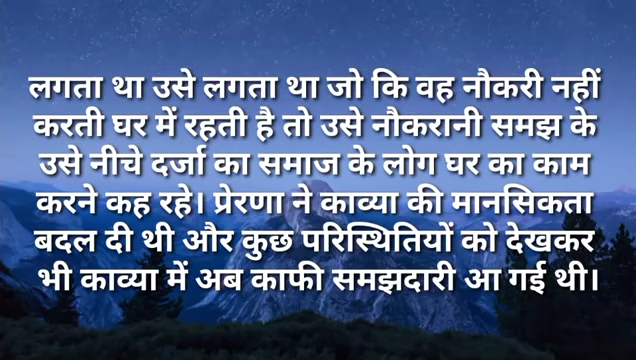 लगता था उसे लगता था जो कि वह नौकरी नहीं
करती घर में रहती है तो उसे नौकरानी समझ के
उसे नीचे दर्जा का समाज के लोग घर का काम
करने कह रहे। प्रेरणा ने काव्या की मानसिकता
बदल दी थी और कुछ परिस्थितियों को देखकर
भी काव्या में अब काफी समझदारी आ गई थी।